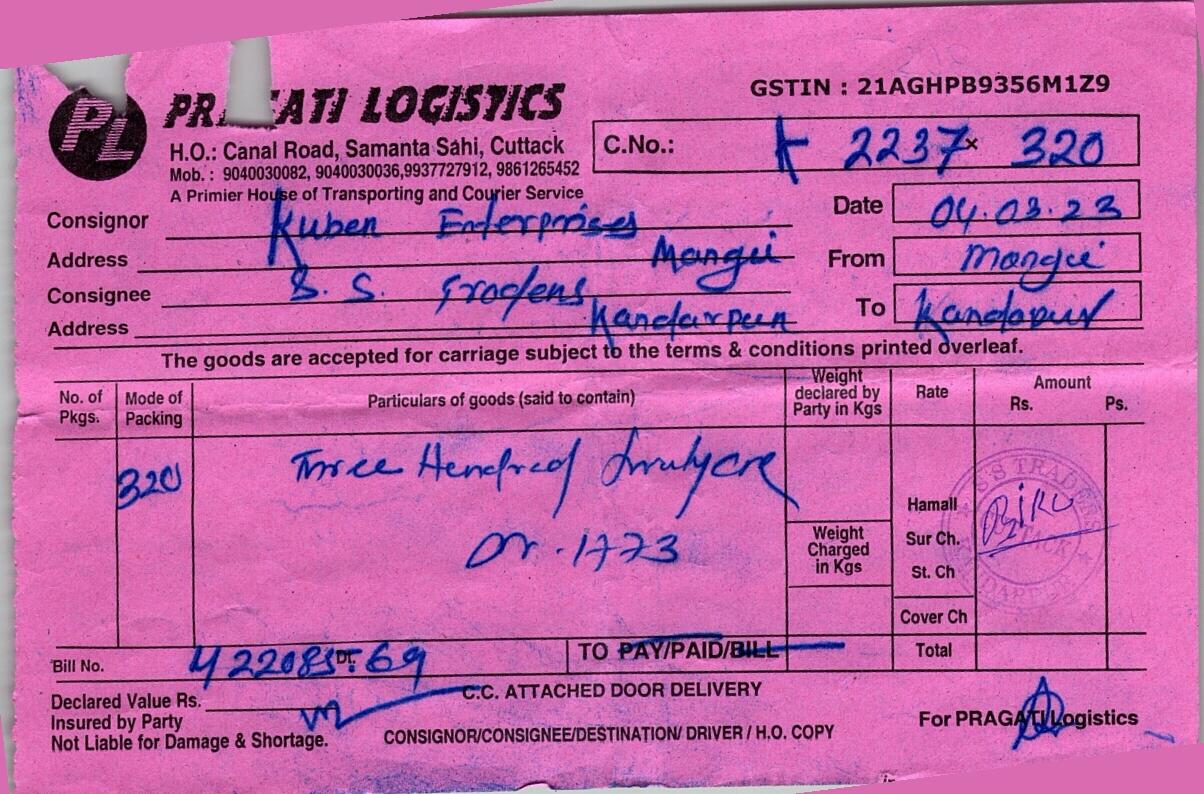 PL PRAGATI LOGISTICS
GSTIN : 21AGHPB9356M1Z9
H.O.: Canal Road, Samanta Sahi, Cuttack
Mob. : 9040030082, 9040030036,9937727912, 9861265452
A Primier House of Transporting and Courier Service
C.No.: 2237 × 320
Consignor Kuben Enterprises
Date 04.03.23
Address Mangui
From Mangui
Consignee S. S.
Address Kandarpur
To Kandarpur
The goods are accepted for carriage subject to the terms & conditions printed overleaf.
No. of Pkgs. Mode of Packing Particulars of goods (said to contain) Weight declared by Party in Kgs Rate Amount Rs. Ps.
320 Three Hendred
1773
Weight Charged in Kgs
Hamall
Sur Ch.
St. Ch
Cover Ch
S S TRADERS
BIRU
Bill No. DT. 69
TO PAY/PAID/BILL
Total
Declared Value Rs.
C.C. ATTACHED DOOR DELIVERY
Insured by Party
Not Liable for Damage & Shortage.
CONSIGNOR/CONSIGNEE/DESTINATION/ DRIVER / H.O. COPY
For PRAGATI Logistics